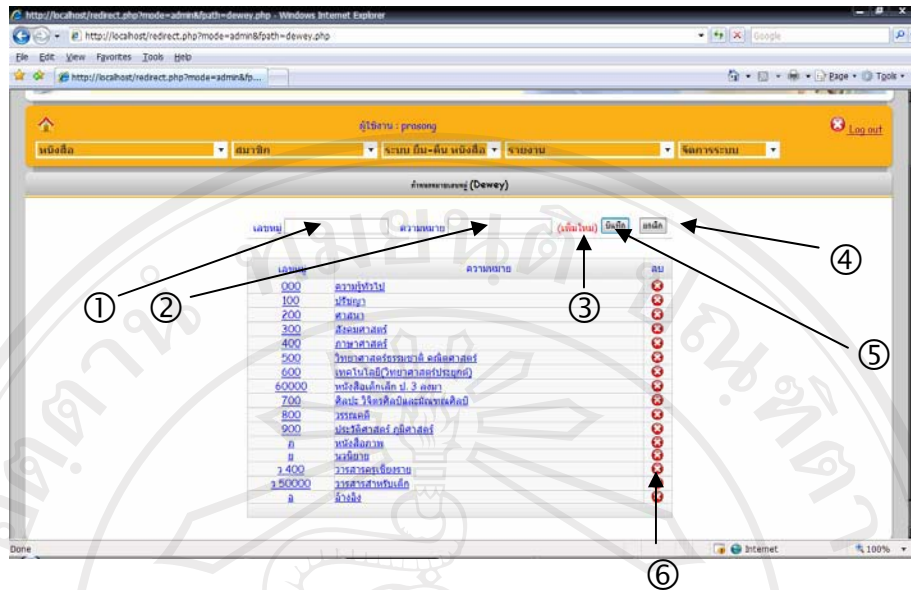 http://localhost/redirect.php?mode=admin&fpath=dewey.php - Windows Internet Explorer
http://localhost/redirect.php?mode=admin&fpath=dewey.php
Google
File Edit View Favorites Tools Help
http://localhost/redirect.php?mode=admin&fp...
Page Tools
ผู้ใช้งาน : prosong
Log out
หนังสือ สมาชิก ระบบ ยืม-คืน หนังสือ รายงาน จัดการระบบ
กำหนดหมายเลขหมู่ (Dewey)
เลขหมู่ ความหมาย (เพิ่มใหม่) บันทึก ยกเลิก
④
① ② ③
⑤
เลขหมู่ ความหมาย ลบ
000 ความรู้ทั่วไป
100 ปรัชญา
200 ศาสนา
300 สังคมศาสตร์
400 ภาษาศาสตร์
500 วิทยาศาสตร์ธรรมชาติ คณิตศาสตร์
600 เทคโนโลยี(วิทยาศาสตร์ประยุกต์)
60000 หนังสือเด็กเล็ก ป. 3 ลงมา
700 ศิลปะ วิจิตรศิลป์และมัณฑนศิลป์
800 วรรณคดี
900 ประวัติศาสตร์ ภูมิศาสตร์
ภ หนังสือภาพ
น นวนิยาย
ว 400 วารสารครูเชียงราย
ว 50000 วารสารสำหรับเด็ก
อ อ้างอิง
Done Internet 100%
⑥